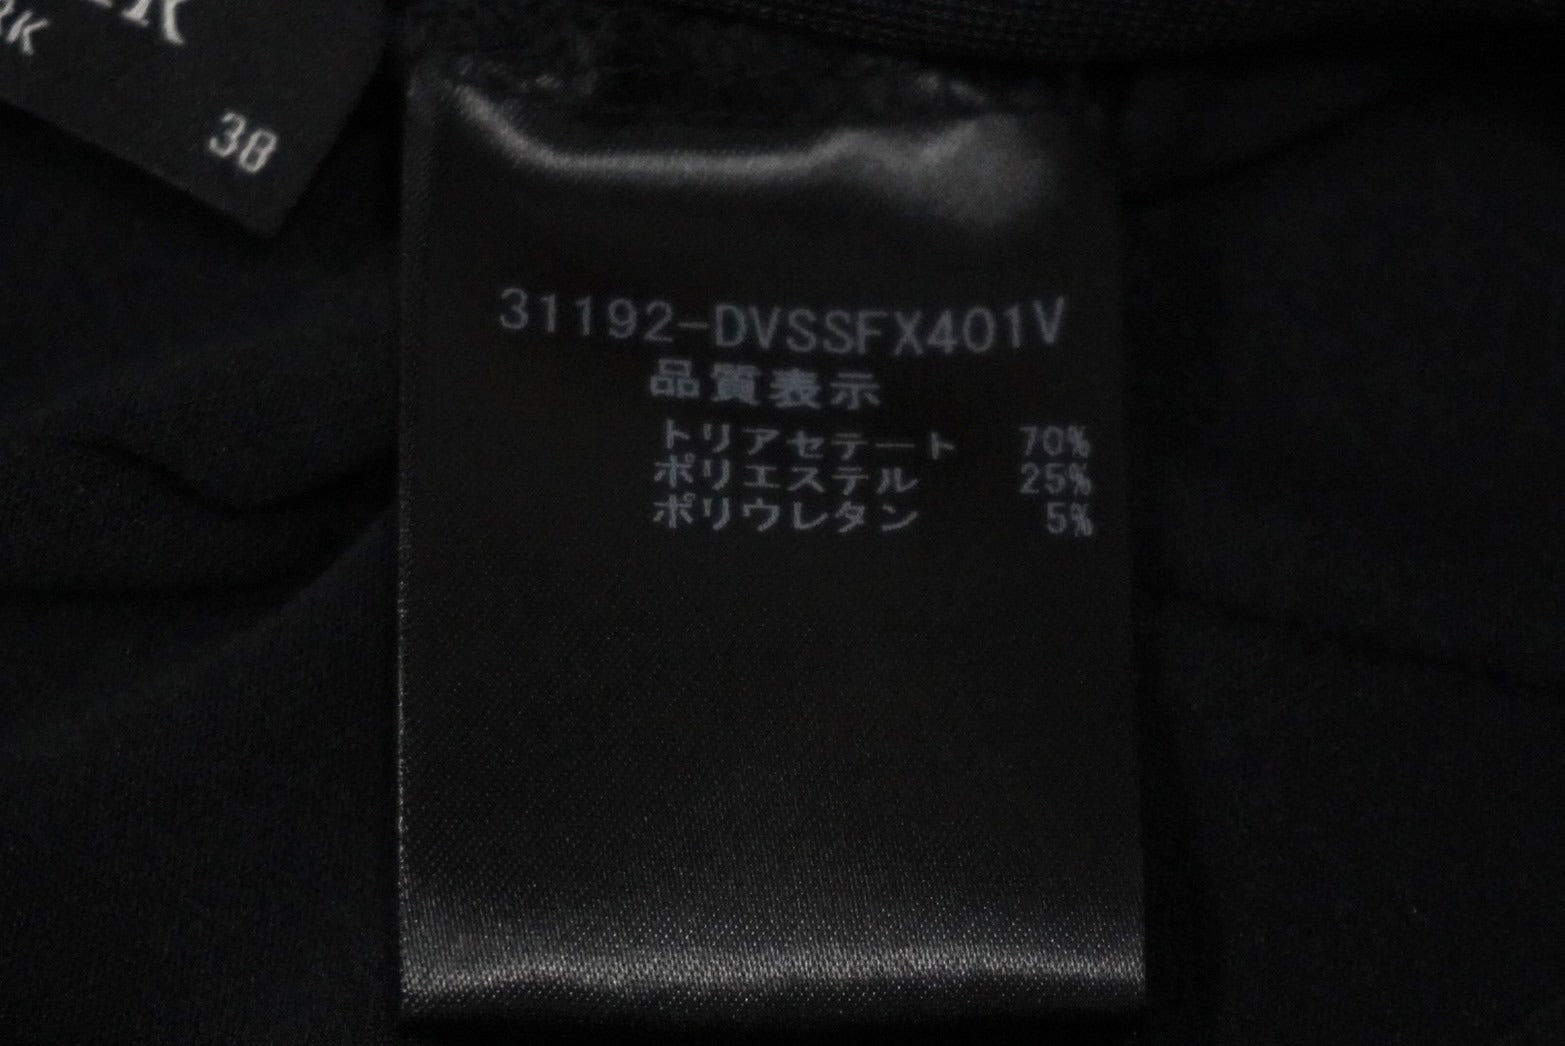 38
31192-DVSSFX401V
品質表示
トリアセテート 70%
ポリエステル 25%
ポリウレタン 5%